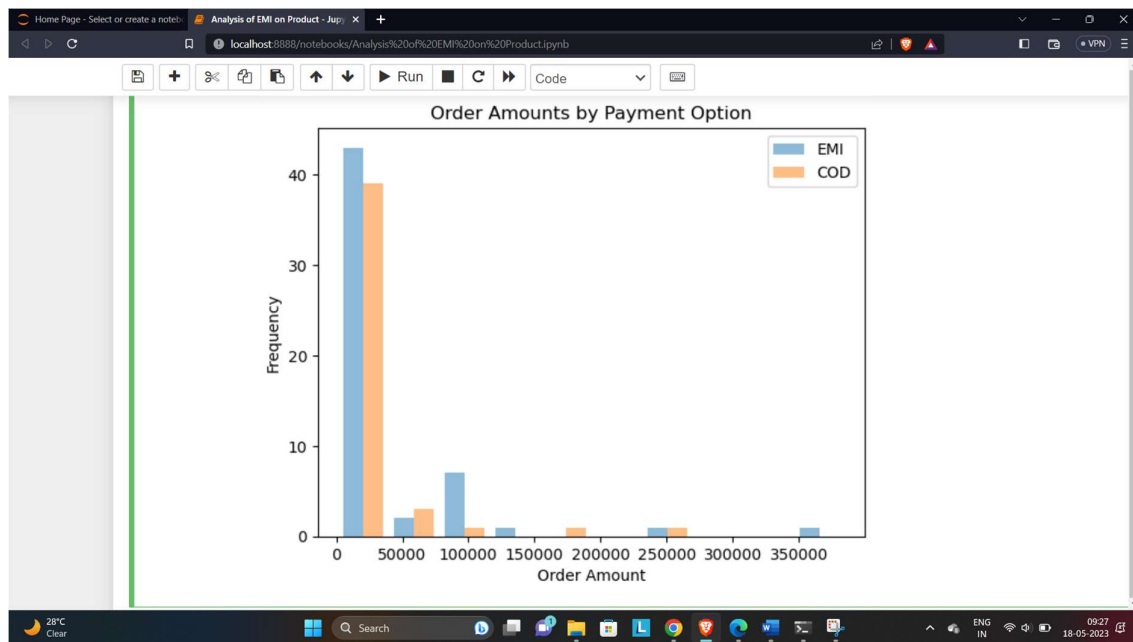 Home Page - Select or create a noteb
Analysis of EMI on Product - Jupy
localhost:8888/notebooks/Analysis%20of%20EMI%20on%20Product.ipynb
VPN
Run
Code
Order Amounts by Payment Option
EMI
COD
40
30
20
10
0
Frequency
0 50000 100000 150000 200000 250000 300000 350000
Order Amount
28°C
Clear
Search
ENG
IN
09:27
18-05-2023